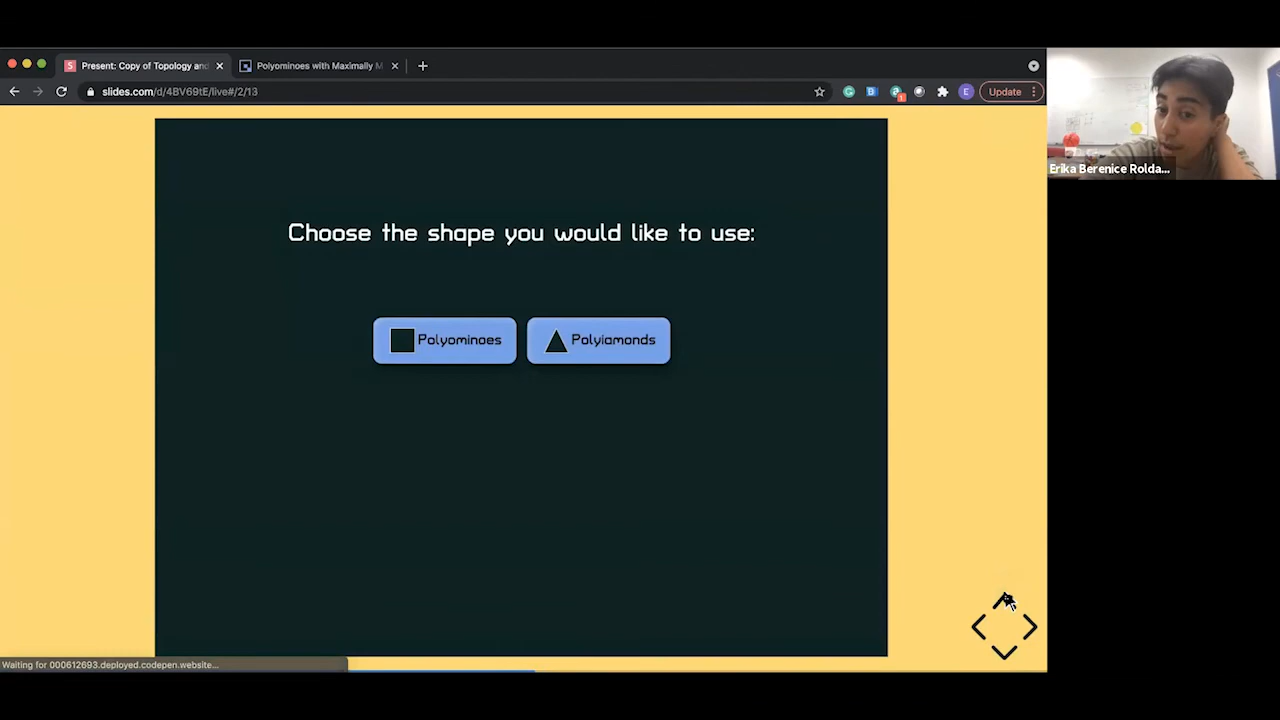 Present: Copy of Topology and
Polyominoes with Maximally M
slides.com/d/4BV69tE/live#/2/13
1
E
Update
Erika Berenice Rolda...
Choose the shape you would like to use:
Polyominoes
Polyiamonds
Waiting for 000612693.deployed.codepen.website...